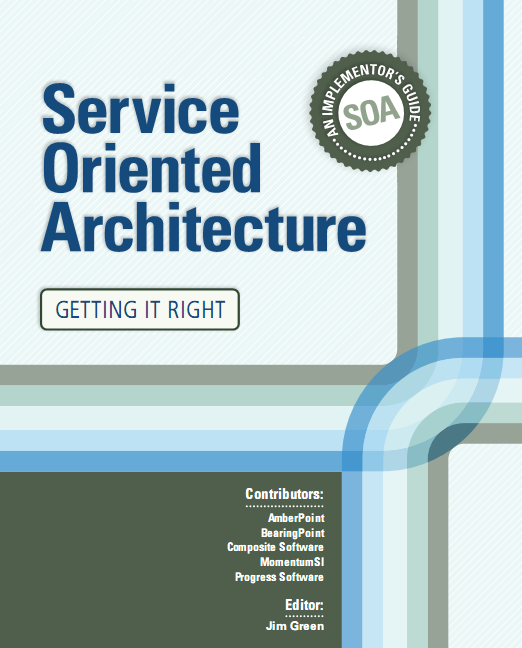 AN IMPLEMENTOR'S GUIDE
SOA
Service
Oriented
Architecture
GETTING IT RIGHT
Contributors:
AmberPoint
BearingPoint
Composite Software
MomentumSI
Progress Software
Editor:
Jim Green